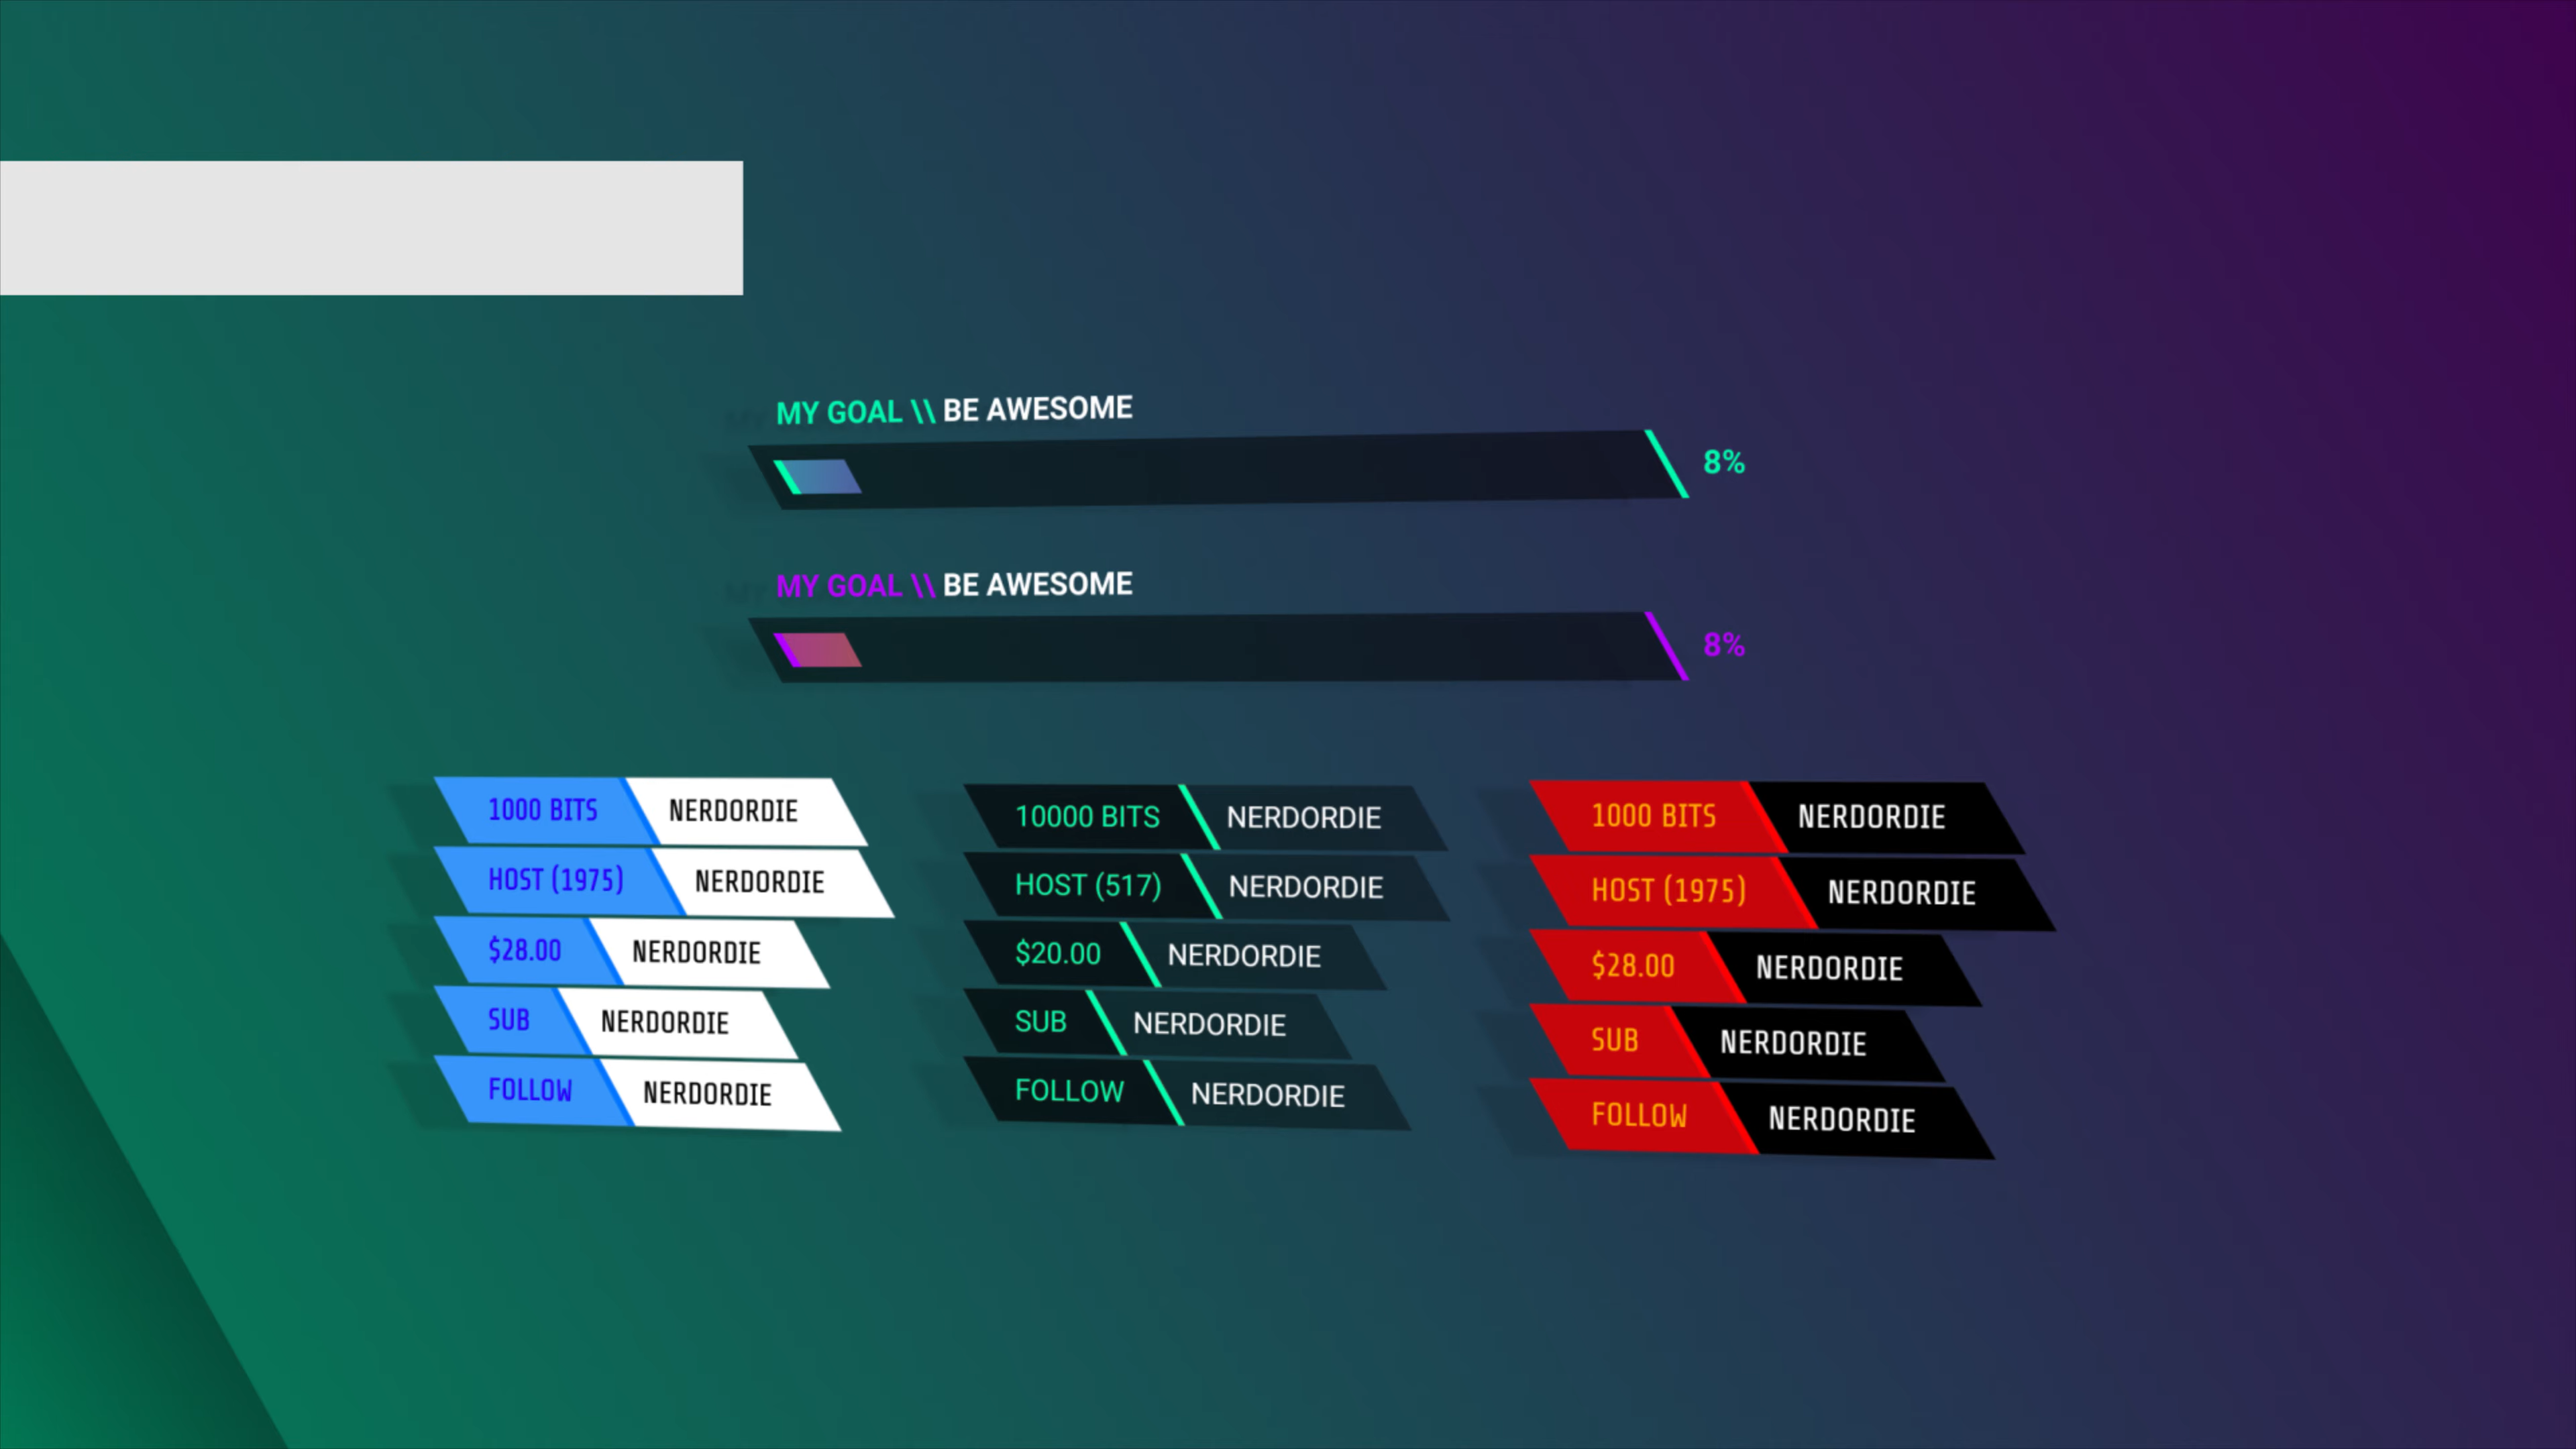 MY GOAL \\ BE AWESOME
8%
MY GOAL \\ BE AWESOME
8%
1000 BITS NERDORDIE
HOST (1975) NERDORDIE
$28.00 NERDORDIE
SUB NERDORDIE
FOLLOW NERDORDIE
10000 BITS NERDORDIE
HOST (517) NERDORDIE
$20.00 NERDORDIE
SUB NERDORDIE
FOLLOW NERDORDIE
1000 BITS NERDORDIE
HOST (1975) NERDORDIE
$28.00 NERDORDIE
SUB NERDORDIE
FOLLOW NERDORDIE